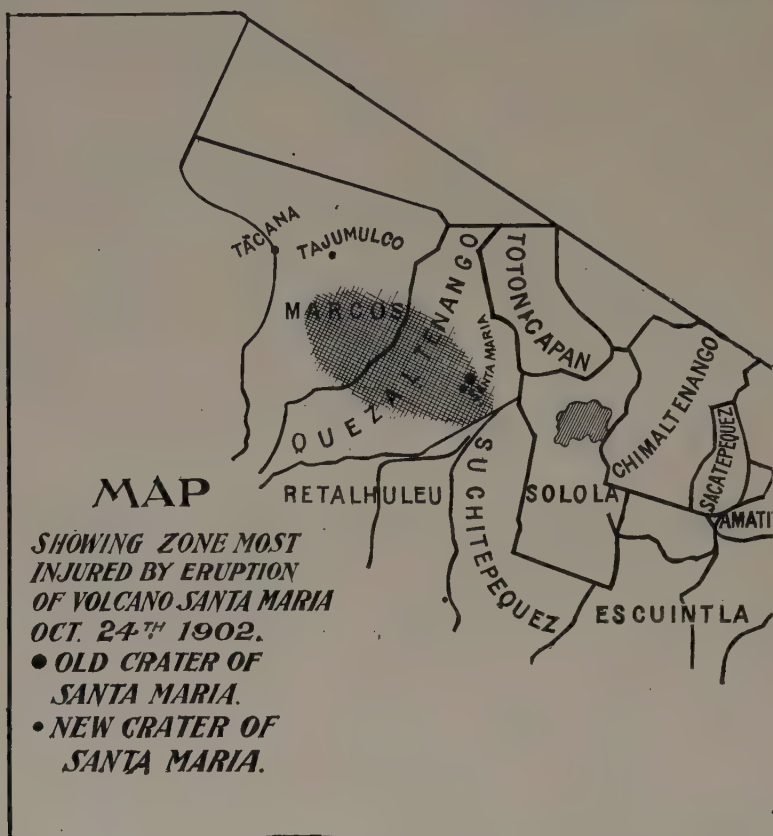 TACANA
TAJUMULCO
MARCOS
QUEZALTENANGO
TOTONICAPAN
SANTA MARIA
CHIMALTENANGO
SACATEPEQUEZ
AMATIT
RETALHULEU
SUCHITEPEQUEZ
SOLOLA
ESCUINTLA
MAP
SHOWING ZONE MOST
INJURED BY ERUPTION
OF VOLCANO SANTA MARIA
OCT. 24TH 1902.
• OLD CRATER OF
SANTA MARIA.
• NEW CRATER OF
SANTA MARIA.